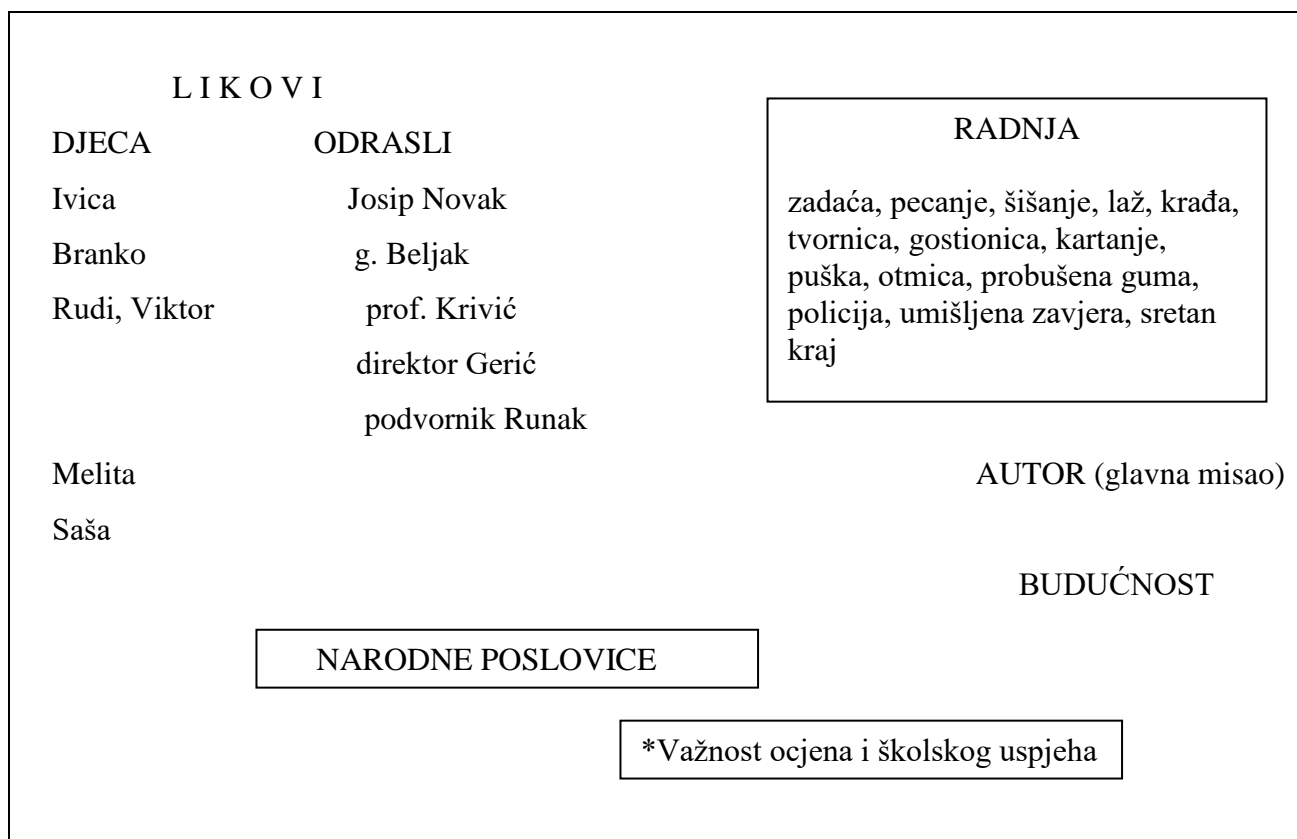 L I K O V I
DJECA ODRASLI
Ivica Josip Novak
Branko g. Beljak
Rudi, Viktor prof. Krivić
direktor Gerić
podvornik Runak
Melita
Saša
RADNJA
zadaća, pecanje, šišanje, laž, krađa,
tvornica, gostionica, kartanje,
puška, otmica, probušena guma,
policija, umišljena zavjera, sretan
kraj
AUTOR (glavna misao)
BUDUĆNOST
NARODNE POSLOVICE
*Važnost ocjena i školskog uspjeha